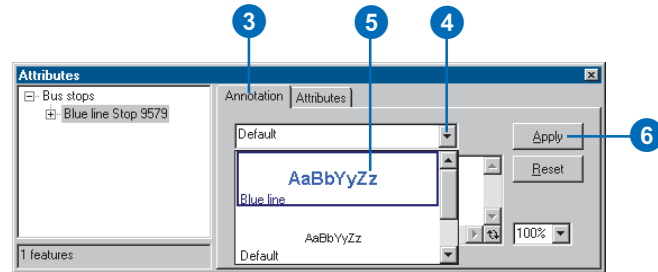 3 5 4
Attributes
Bus stops
Blue line Stop 9579
1 features
Annotation Attributes
Default
Apply
6
Reset
AaBbYyZz
Blue line
AaBbYyZz
Default
100%